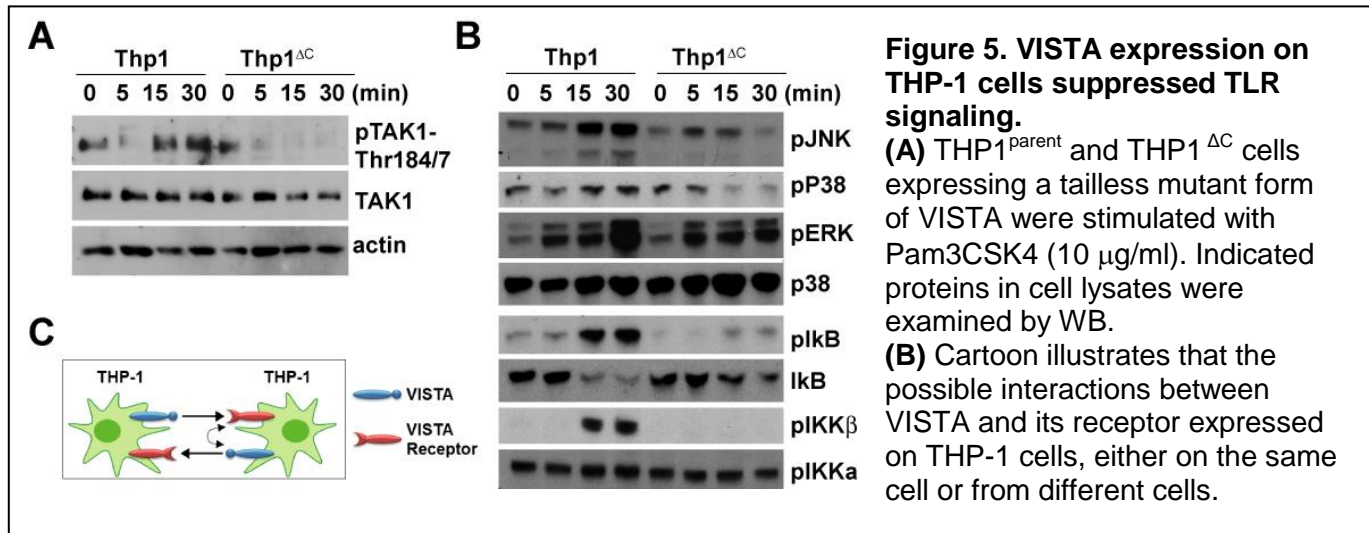 A
Thp1 Thp1ΔC
0 5 15 30 0 5 15 30 (min)
pTAK1-
Thr184/7
TAK1
actin
B
Thp1 Thp1ΔC
0 5 15 30 0 5 15 30
pJNK
pP38
pERK
p38
pIkB
IkB
pIKKβ
pIKKa
C
THP-1 THP-1
VISTA
VISTA
Receptor
Figure 5. VISTA expression on
THP-1 cells suppressed TLR
signaling.
(A) THP1parent and THP1 ΔC cells
expressing a tailless mutant form
of VISTA were stimulated with
Pam3CSK4 (10 μg/ml). Indicated
proteins in cell lysates were
examined by WB.
(B) Cartoon illustrates that the
possible interactions between
VISTA and its receptor expressed
on THP-1 cells, either on the same
cell or from different cells.